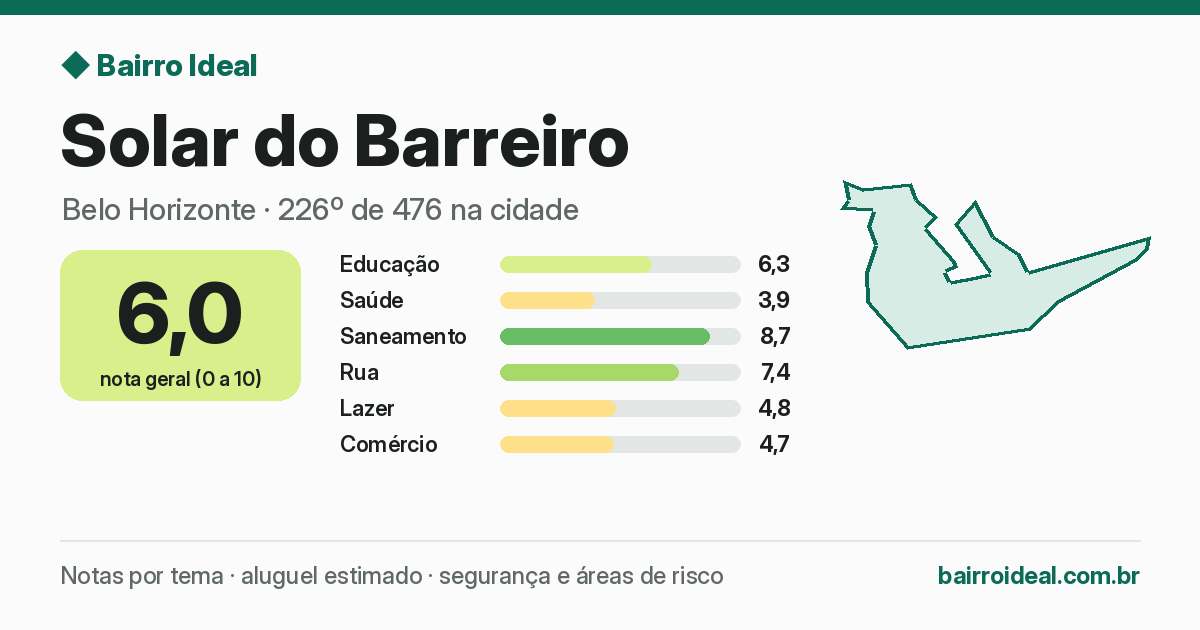 Bairro Ideal
Solar do Barreiro
Belo Horizonte · 226º de 476 na cidade
6,0
nota geral (0 a 10)
Educação 6,3
Saúde 3,9
Saneamento 8,7
Rua 7,4
Lazer 4,8
Comércio 4,7
Notas por tema · aluguel estimado · segurança e áreas de risco
bairroideal.com.br